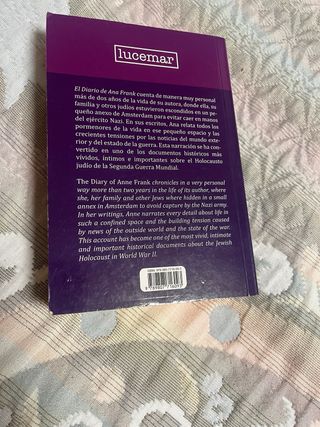 lucemar
El Diario de Ana Frank cuenta de manera muy personal
más de dos años de la vida de su autora, donde ella, su
familia y otros judíos estuvieron escondidos en un pe-
queño anexo de Amsterdam para evitar caer en manos
del ejército Nazi. En sus escritos, Ana relata todos los
pormenores de la vida en ese pequeño espacio y las
crecientes tensiones por las noticias del mundo exte-
rior y del estado de la guerra. Esta narración se ha con-
vertido en uno de los documentos históricos más
vívidos, íntimos e importantes sobre el Holocausto
judío de la Segunda Guerra Mundial.
The Diary of Anne Frank chronicles in a very personal
way more than two years in the life of its author, where
she, her family and other Jews where hidden in a small
annex in Amsterdam to avoid capture by the Nazi army.
In her writings, Anne narrates every detail about life in
such a confined space and the building tension caused
by news of the outside world and the state of the war.
This account has become one of the most vivid, intimate
and important historical documents about the Jewish
Holocaust in World War II.